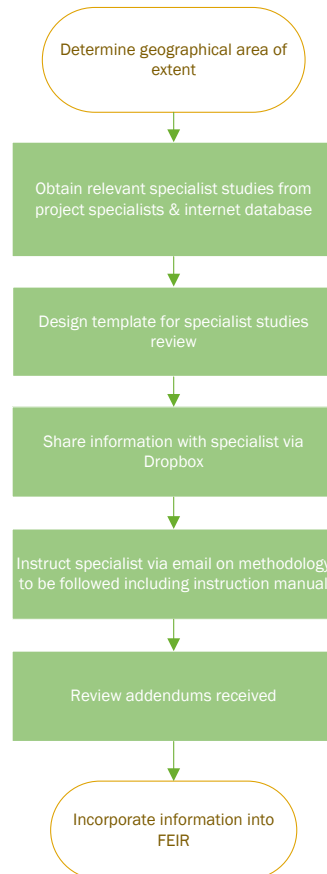 Determine geographical area of
extent
Obtain relevant specialist studies from
project specialists & internet database
Design template for specialist studies
review
Share information with specialist via
Dropbox
Instruct specialist via email on methodology
to be followed including instruction manual
Review addendums received
Incorporate information into
FEIR